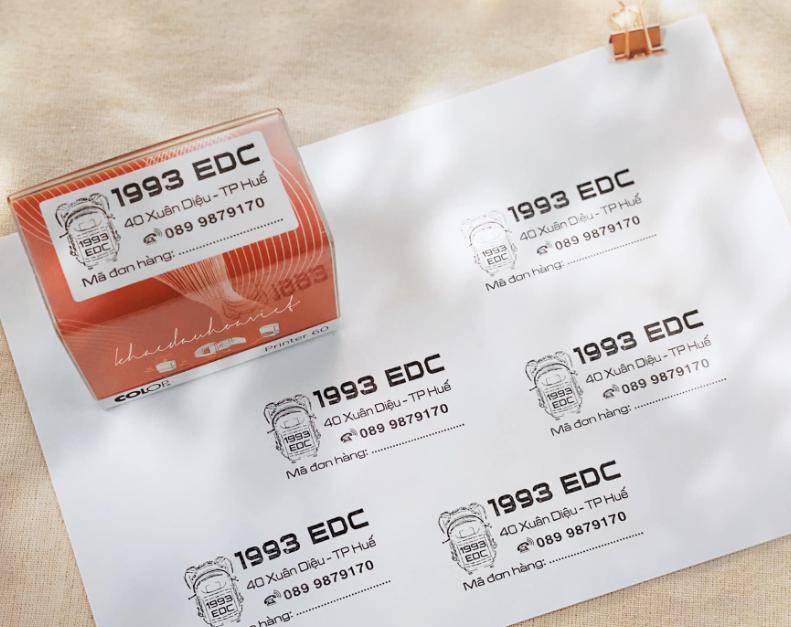 1993 EDC
40 Xuân Diệu - TP Huế
089 9879170
1993
EDC
Mã đơn hàng: ........................
1993
khacdauhoaviet
Printer 60
COLOP
1993 EDC
40 Xuân Diệu - TP Huế
089 9879170
1993
EDC
Mã đơn hàng: ........................
1993 EDC
40 Xuân Diệu - TP Huế
089 9879170
1993
EDC
Mã đơn hàng: ........................
1993 EDC
40 Xuân Diệu - TP Huế
089 9879170
1993
EDC
Mã đơn hàng: ........................
1993 EDC
40 Xuân Diệu - TP Huế
089 9879170
1993
EDC
Mã đơn hàng: ........................
1993 EDC
40 Xuân Diệu - TP Huế
089 9879170
1993
EDC
ng: ........................